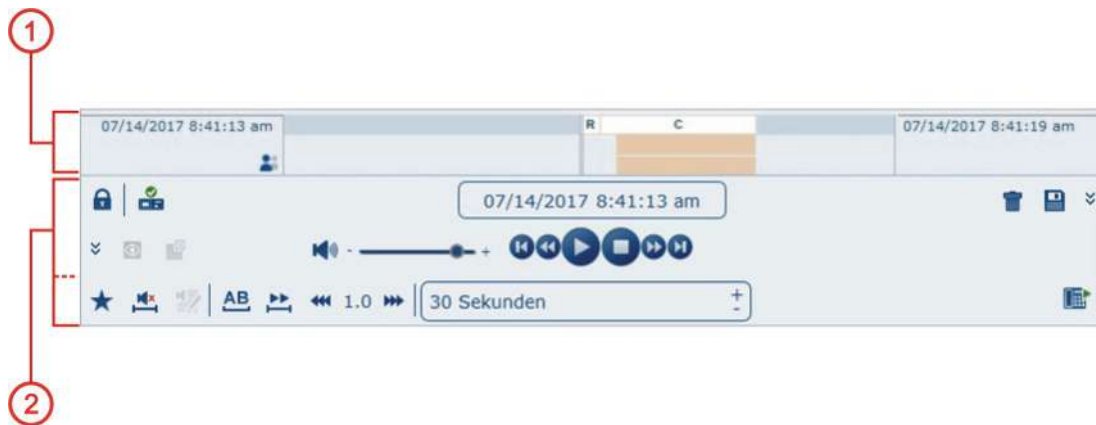 1
07/14/2017 8:41:13 am
R
C
07/14/2017 8:41:19 am
07/14/2017 8:41:13 am
- +
AB
1.0
30 Sekunden
+
-
2